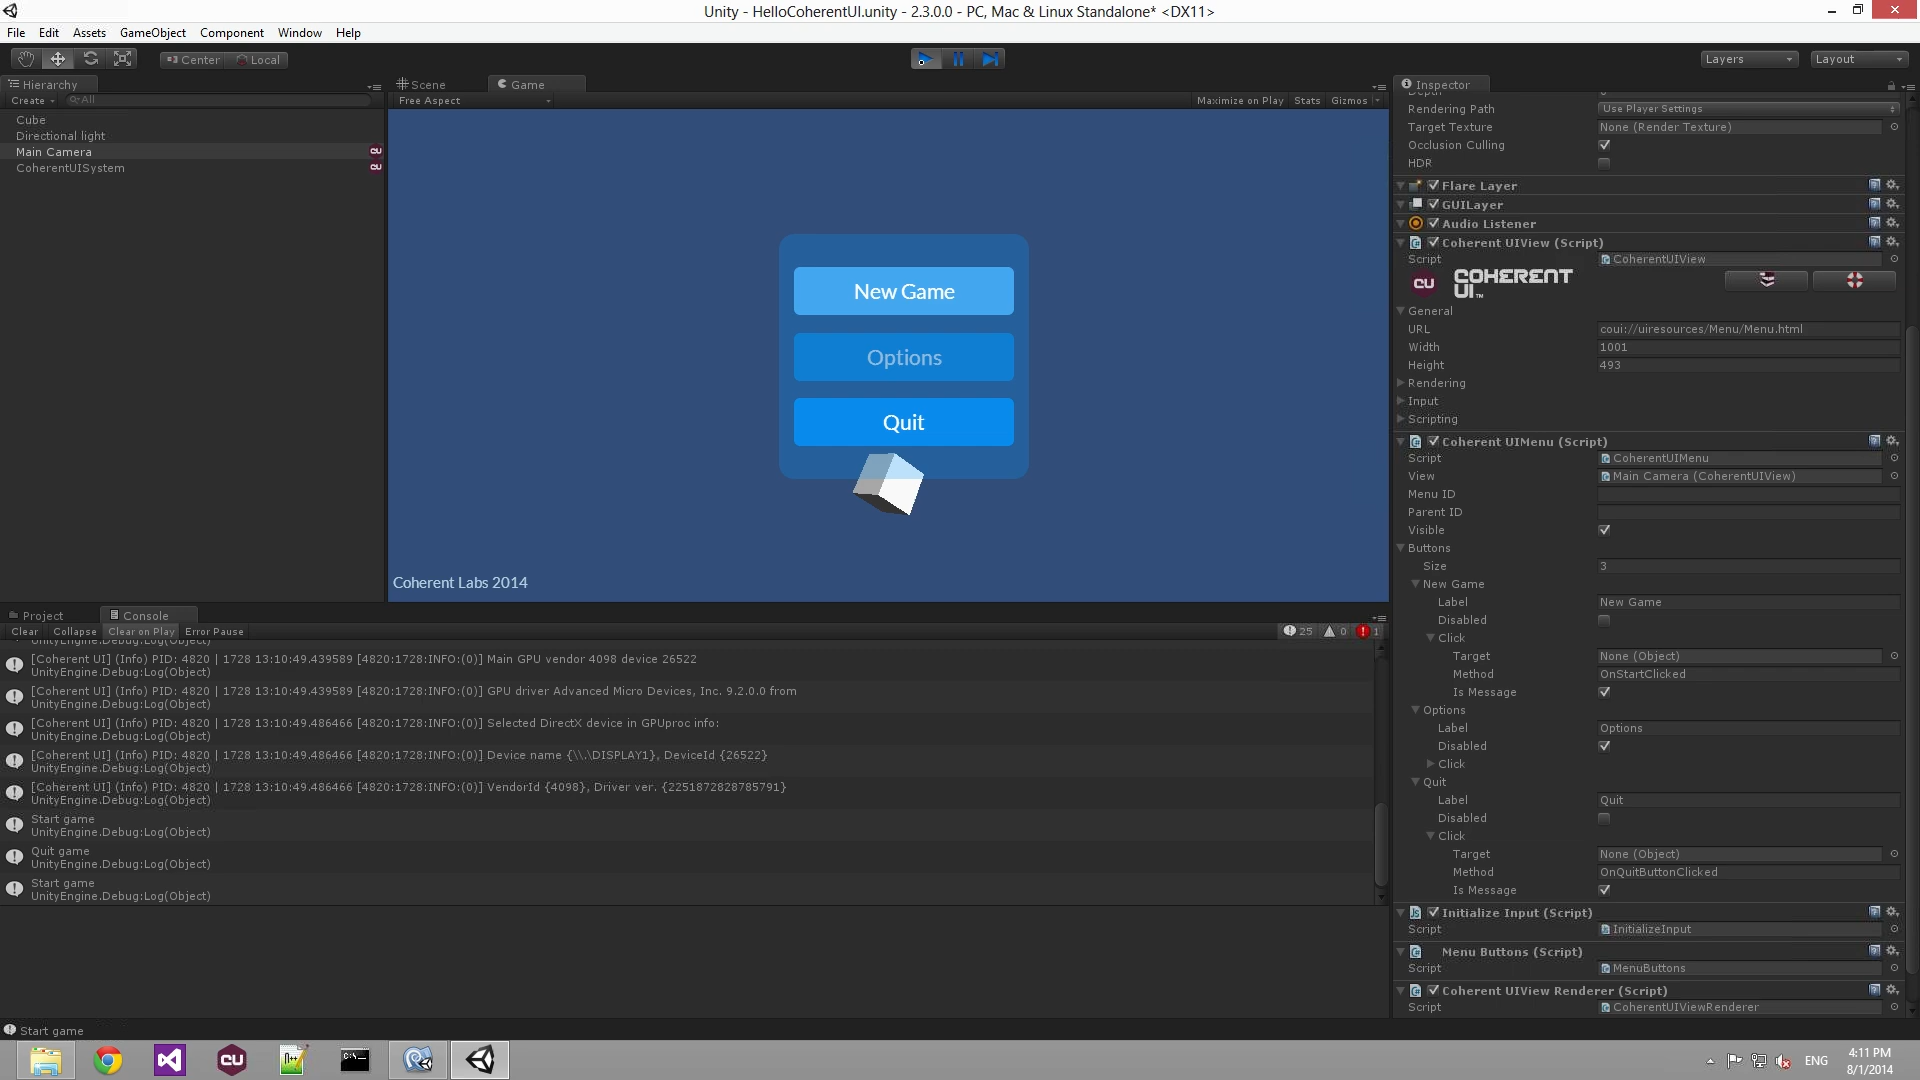 Unity - HelloCoherentUI.unity - 2.3.0.0 - PC, Mac & Linux Standalone* <DX11>
File Edit Assets GameObject Component Window Help
Center Local
Layers Layout
Hierarchy
Create All
Cube
Directional light
Main Camera
CoherentUISystem
Scene Game
Free Aspect Maximize on Play Stats Gizmos
New Game
Options
Quit
Coherent Labs 2014
Project Console
Clear Collapse Clear on Play Error Pause 25 0 1
UnityEngine.Debug:Log(Object)
[Coherent UI] (Info) PID: 4820 | 1728 13:10:49.439589 [4820:1728:INFO:(0)] Main GPU vendor 4098 device 26522
UnityEngine.Debug:Log(Object)
[Coherent UI] (Info) PID: 4820 | 1728 13:10:49.439589 [4820:1728:INFO:(0)] GPU driver Advanced Micro Devices, Inc. 9.2.0.0 from
UnityEngine.Debug:Log(Object)
[Coherent UI] (Info) PID: 4820 | 1728 13:10:49.486466 [4820:1728:INFO:(0)] Selected DirectX device in GPUproc info:
UnityEngine.Debug:Log(Object)
[Coherent UI] (Info) PID: 4820 | 1728 13:10:49.486466 [4820:1728:INFO:(0)] Device name {\\.\DISPLAY1}, DeviceId {26522}
UnityEngine.Debug:Log(Object)
[Coherent UI] (Info) PID: 4820 | 1728 13:10:49.486466 [4820:1728:INFO:(0)] VendorId {4098}, Driver ver. {2251872828785791}
UnityEngine.Debug:Log(Object)
Start game
UnityEngine.Debug:Log(Object)
Quit game
UnityEngine.Debug:Log(Object)
Start game
UnityEngine.Debug:Log(Object)
Start game
Inspector
Depth
Rendering Path Use Player Settings
Target Texture None (Render Texture)
Occlusion Culling
HDR
Flare Layer
GUILayer
Audio Listener
Coherent UIView (Script)
Script CoherentUIView
CU COHERENT
UI™
General
URL coui://uiresources/Menu/Menu.html
Width 1001
Height 493
Rendering
Input
Scripting
Coherent UIMenu (Script)
Script CoherentUIMenu
View Main Camera (CoherentUIView)
Menu ID
Parent ID
Visible
Buttons
Size 3
New Game
Label New Game
Disabled
Click
Target None (Object)
Method OnStartClicked
Is Message
Options
Label Options
Disabled
Click
Quit
Label Quit
Disabled
Click
Target None (Object)
Method OnQuitButtonClicked
Is Message
Initialize Input (Script)
Script InitializeInput
Menu Buttons (Script)
Script MenuButtons
Coherent UIView Renderer (Script)
Script CoherentUIViewRenderer
ENG
4:11 PM
8/1/2014